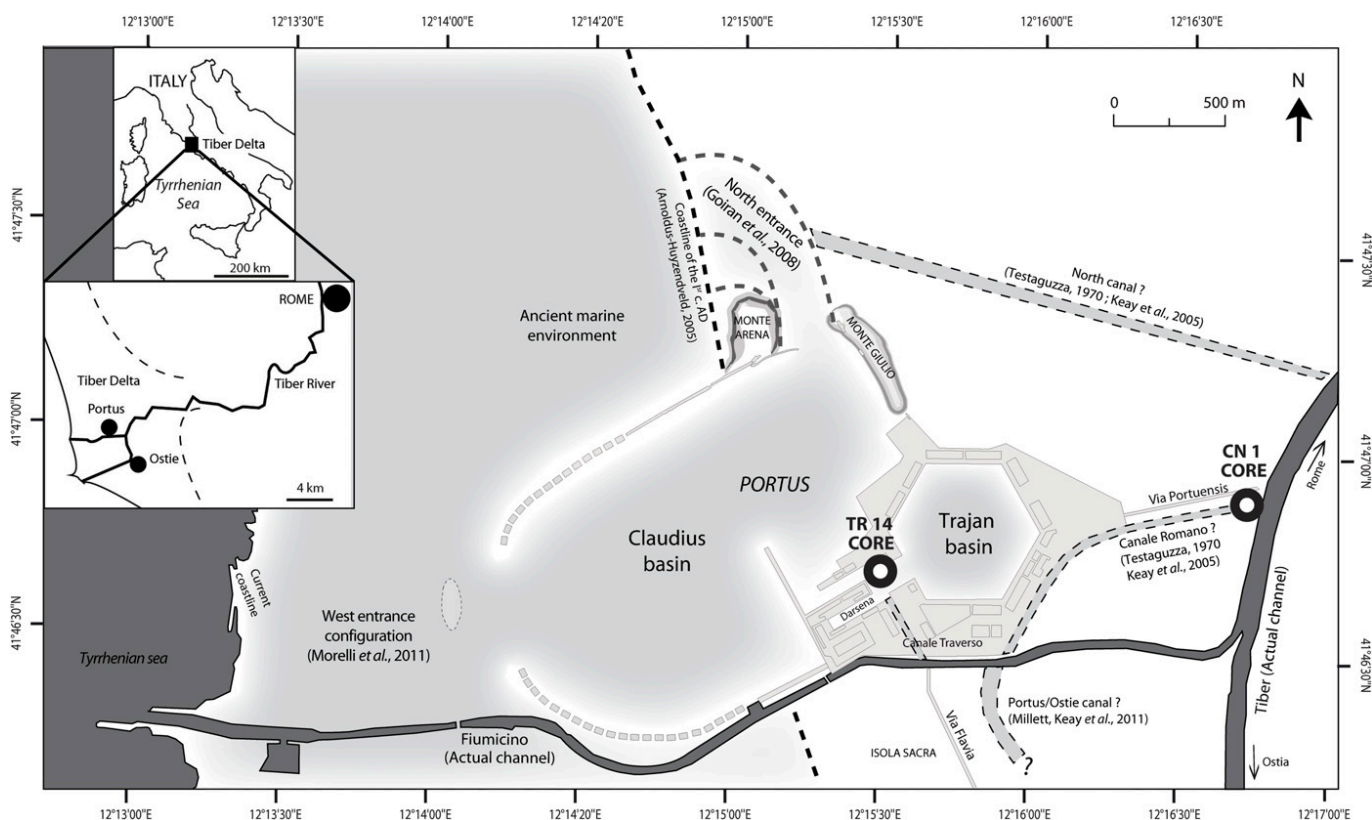 12°13'00"E
12°13'30"E
12°14'20"E
12°15'00"E
12°15'30"E
12°16'00"E
12°16'30"E
ITALY
Tiber Delta
Tyrrhenian
Sea
200 km
ROME
Tiber Delta
Tiber River
Portus
Ostie
4 km
0
500 m
N
41°47'30"N
41°47'00"N
41°46'30"N
41°47'30"N
41°47'00"N
41°46'30"N
Coastline of the Iˢᵗ c. AD
(Arnoldus-Huyzendveld, 2005)
North entrance
(Goiran et al., 2008)
North canal ?
(Testaguzza, 1970 ; Keay et al., 2005)
Ancient marine
environment
MONTE
ARENA
MONTE GIULIO
PORTUS
Claudius
basin
TR 14
CORE
Trajan
basin
CN 1
CORE
Rome
Via Portuensis
Canale Romano ?
(Testaguzza, 1970
Keay et al., 2005)
Darsena
Canale Traverso
Current
coastline
West entrance
configuration
(Morelli et al., 2011)
Tyrrhenian sea
Fiumicino
(Actual channel)
Via Flavia
ISOLA SACRA
Portus/Ostie canal ?
(Millett, Keay et al., 2011)
?
Tiber (Actual channel)
Ostia
12°13'00"E
12°13'30"E
12°14'00"E
12°14'20"E
12°15'00"E
12°15'30"E
12°16'00"E
12°16'30"E
12°17'00"E